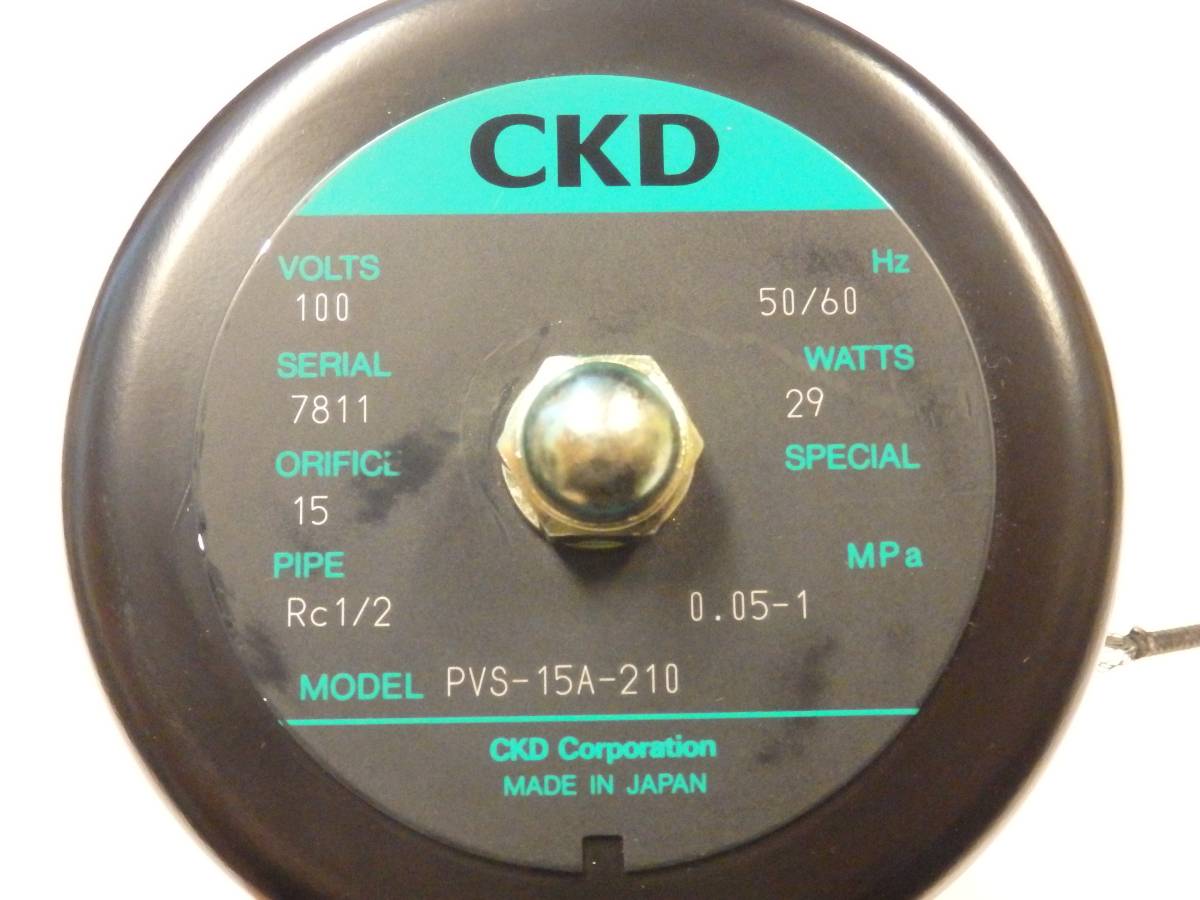 CKD
VOLTS Hz
100 50/60
SERIAL WATTS
7811 29
ORIFICE SPECIAL
15
PIPE MPa
Rc1/2 0.05-1
MODEL PVS-15A-210
CKD Corporation
MADE IN JAPAN